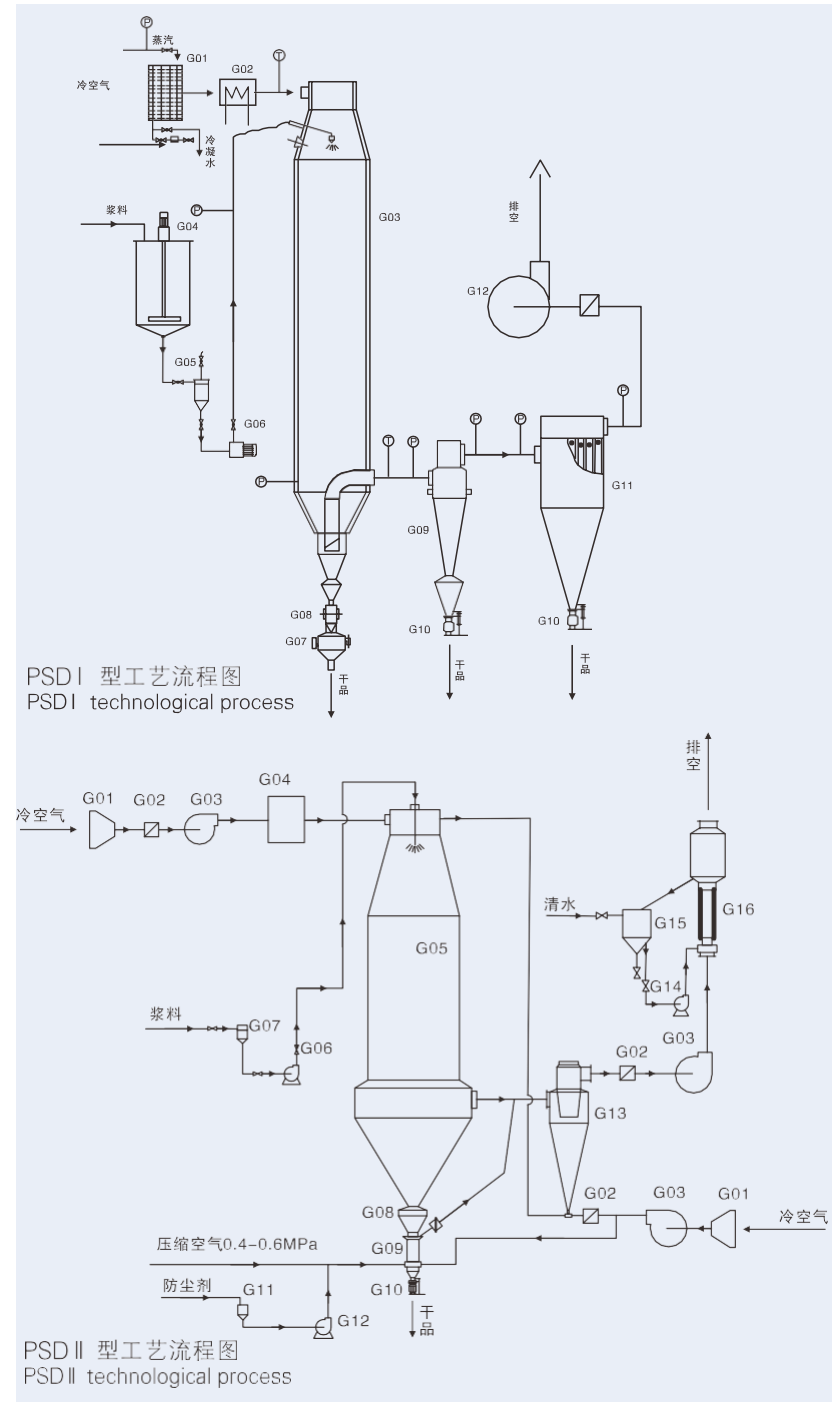 P
蒸汽
G01
冷空气
G02
T
冷凝水
浆料
G04
P
G03
排空
G12
G05
G06
P
P
T
P
P
P
G11
G09
G08
G07
G10
G10
干品
干品
干品
PSDⅠ 型工艺流程图
PSDⅠ technological process
排空
冷空气
G01
G02
G03
G04
清水
G15
G16
G05
G14
浆料
G07
G06
G03
G02
G13
G08
G02
G03
G01
冷空气
压缩空气0.4-0.6MPa
G09
防尘剂
G11
G10
G12
干品
PSDⅡ 型工艺流程图
PSDⅡ technological process